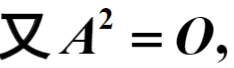 又 A² = O,